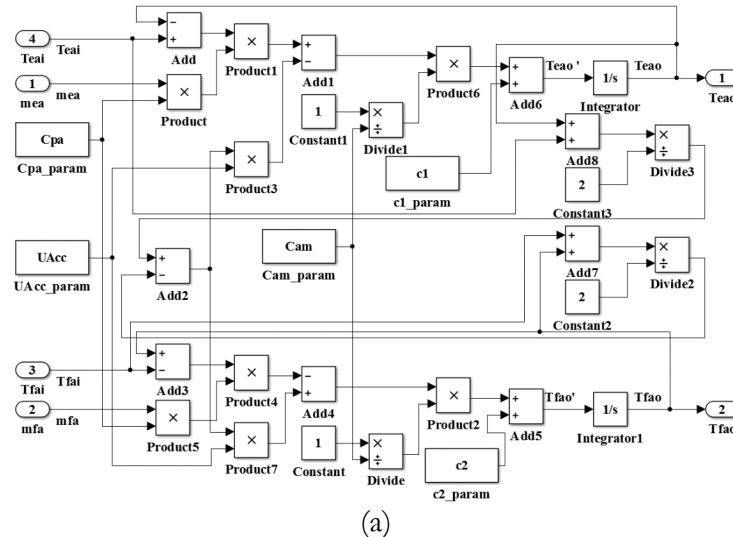 4
Teai
Teai
1
mea
mea
Cpa
Cpa_param
UAcc
UAcc_param
3
Tfai
Tfai
2
mfa
mfa
−
+
Add
×
Product
×
Product1
×
Product3
+
−
Add1
1
Constant1
×
÷
Divide1
×
Product6
c1
c1_param
+
+
Add6
Teao '
1/s
Integrator
Teao
1
Teao
+
+
Add8
2
Constant3
×
÷
Divide3
+
−
Add2
Cam
Cam_param
+
+
Add7
2
Constant2
×
÷
Divide2
+
−
Add3
×
Product5
×
Product4
×
Product7
−
+
Add4
1
Constant
×
÷
Divide
×
Product2
c2
c2_param
+
+
Add5
Tfao'
1/s
Integrator1
Tfao
2
Tfao
(a)